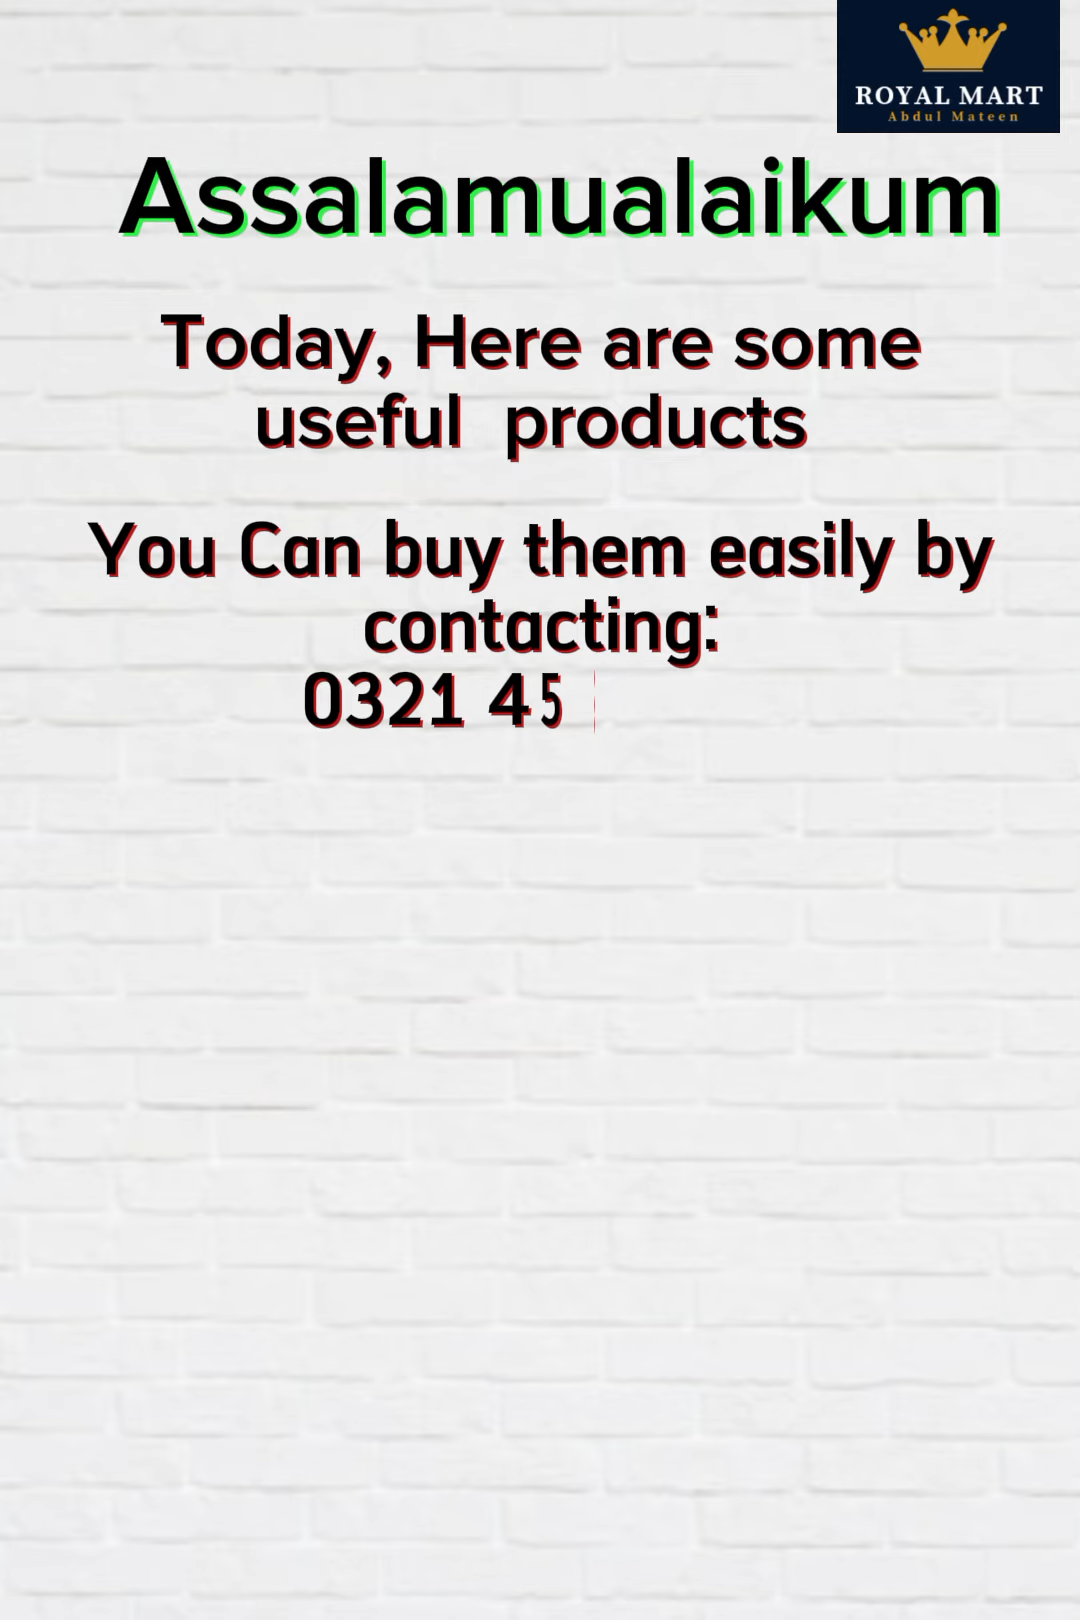 ROYAL MART
Abdul Mateen
Assalamualaikum
Today, Here are some
useful products
You Can buy them easily by
contacting:
0321 45